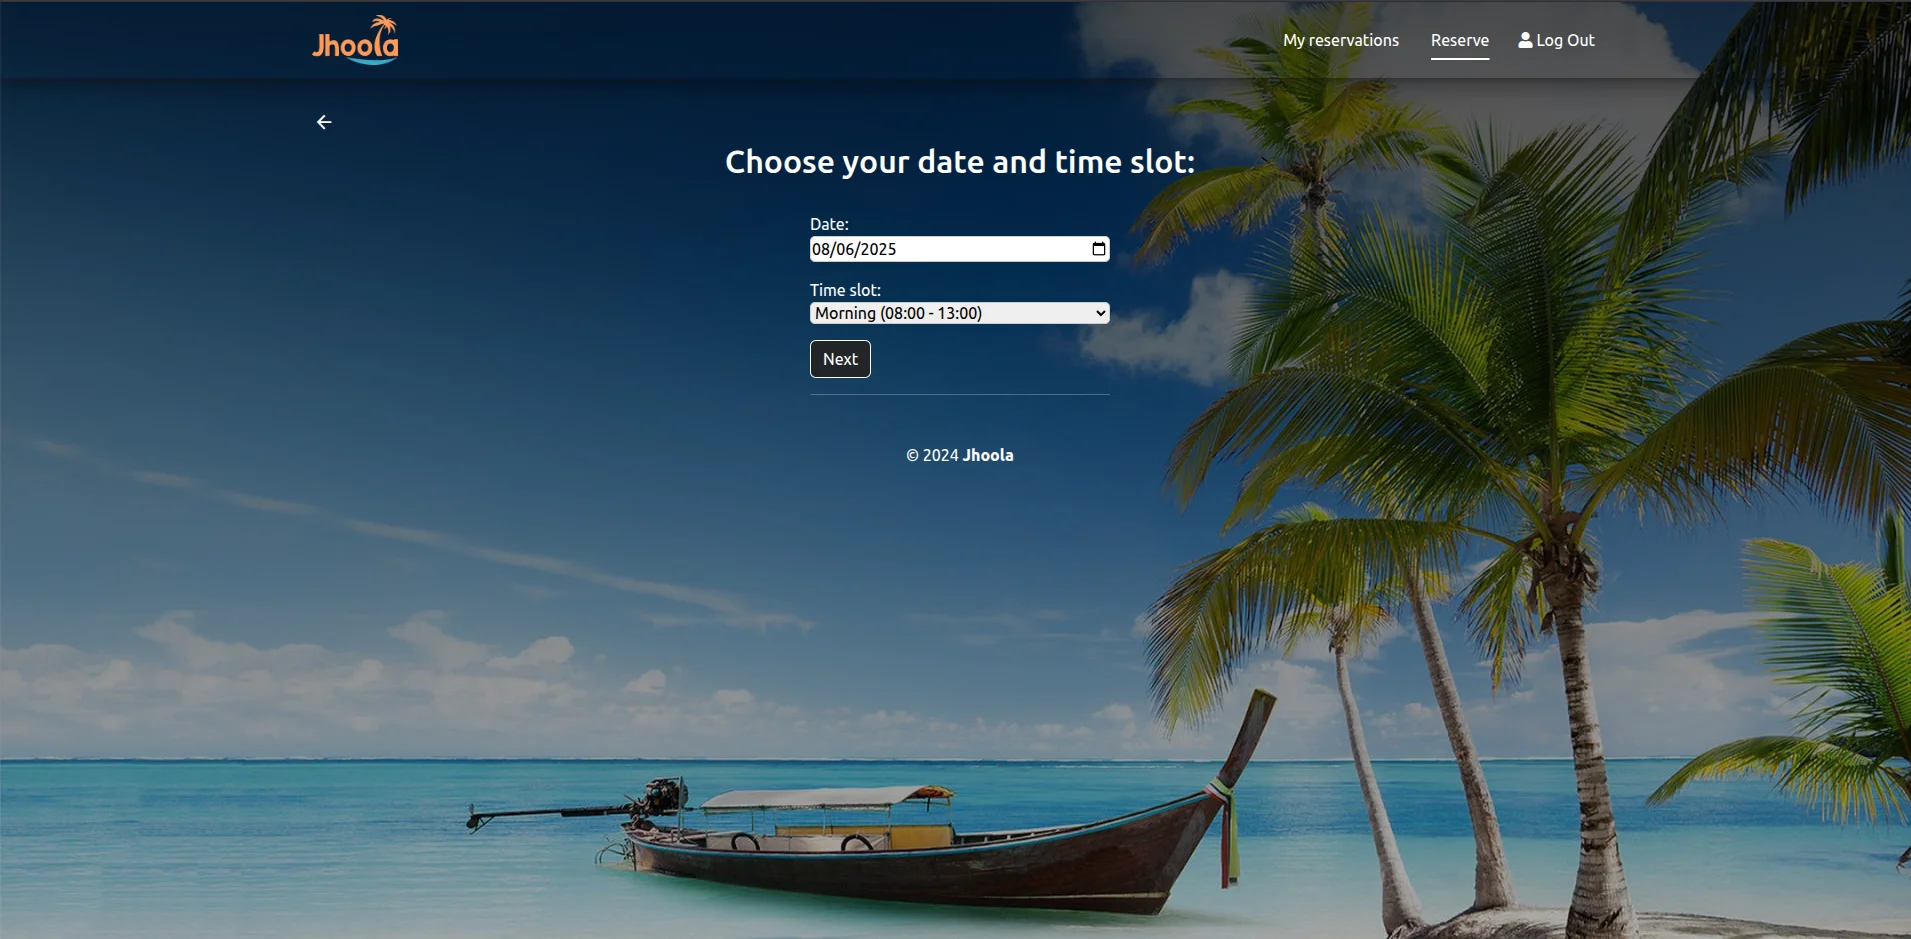 Jhoola
My reservations
Reserve
Log Out
Choose your date and time slot:
Date:
08/06/2025
Time slot:
Morning (08:00 - 13:00)
Next
© 2024 Jhoola